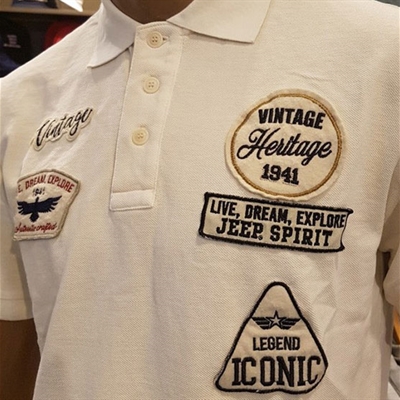 Vintage
E, DREAM, EXPLORE
1941
VINTAGE
Heritage
1941
LIVE, DREAM, EXPLORE
JEEP. SPIRIT
LEGEND
ICONIC